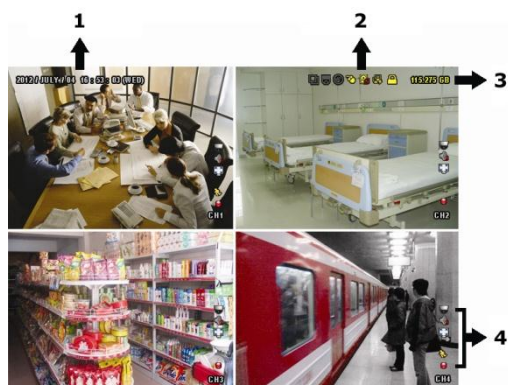 1
2
2012 / JULY / 04 16 : 53 : 03 (WED)
115.275 GB
3
CH1
CH2
4
CH3
CH4